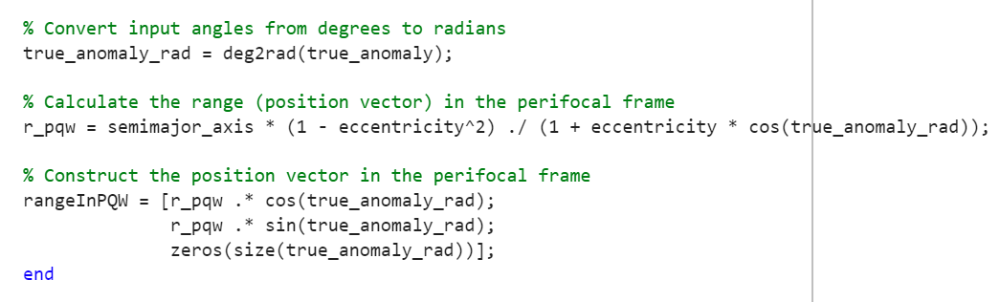 % Convert input angles from degrees to radians
true_anomaly_rad = deg2rad(true_anomaly);
% Calculate the range (position vector) in the perifocal frame
r_pqw = semimajor_axis * (1 - eccentricity^2) ./ (1 + eccentricity * cos(true_anomaly_rad));
% Construct the position vector in the perifocal frame
rangeInPQW = [r_pqw .* cos(true_anomaly_rad);
r_pqw .* sin(true_anomaly_rad);
zeros(size(true_anomaly_rad))];
end